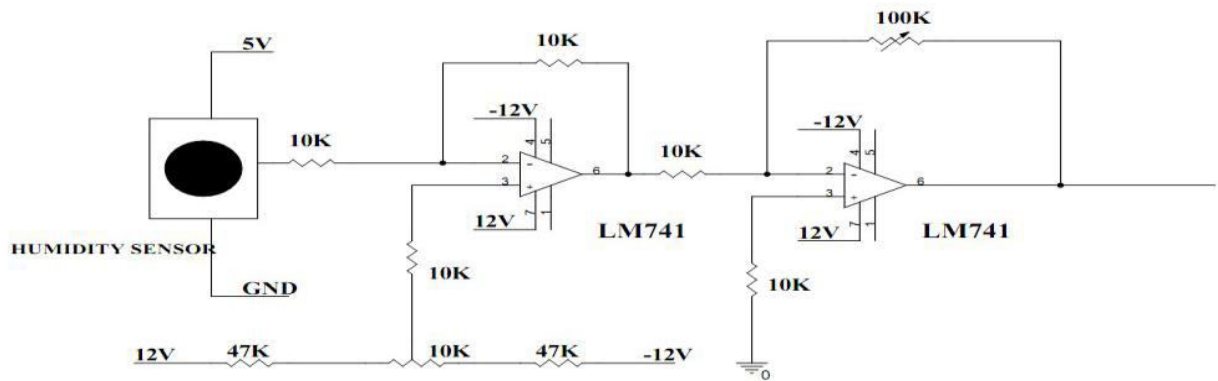 100K
5V
10K
-12V
4
5
-12V
4
5
10K
10K
2
-
6
2
-
6
3
+
3
+
12V
7
1
LM741
12V
7
1
LM741
HUMIDITY SENSOR
10K
10K
GND
12V
47K
10K
47K
-12V
0